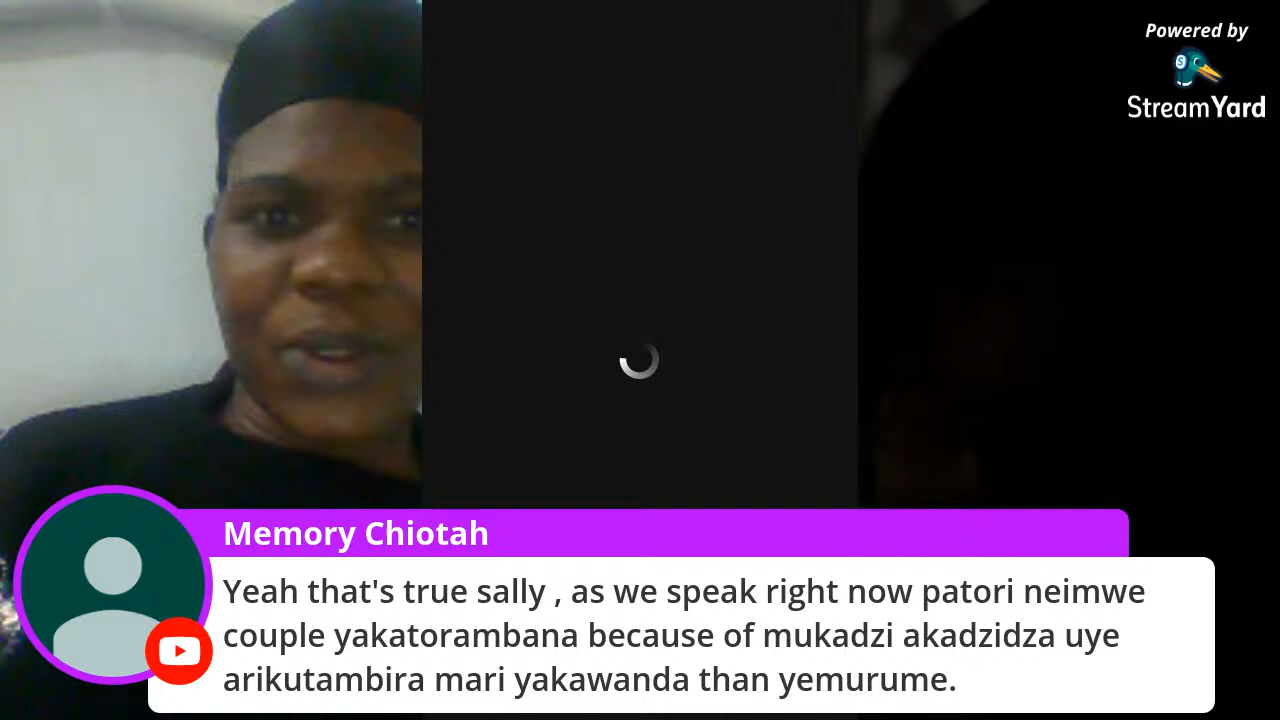 Powered by
StreamYard
Memory Chiotah
Yeah that's true sally , as we speak right now patori neimwe
couple yakatorambana because of mukadzi akadzidza uye
arikutambira mari yakawanda than yemurume.